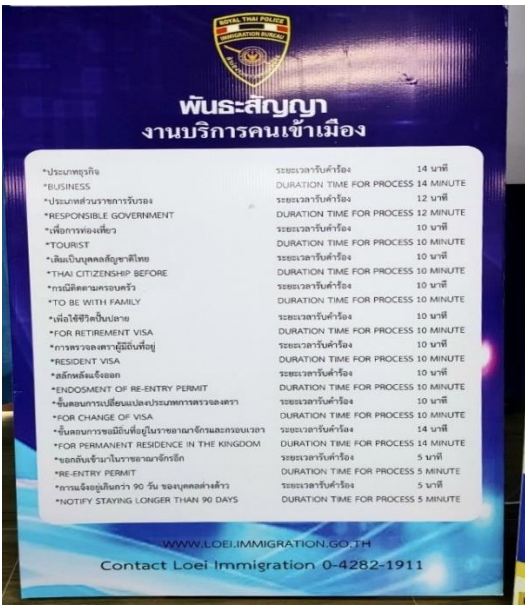 ROYAL THAI POLICE
IMMIGRATION BUREAU
พันธะสัญญา
งานบริการคนเข้าเมือง
*ประเภทธุรกิจ ระยะเวลารับคำร้อง 14 นาที
*BUSINESS DURATION TIME FOR PROCESS 14 MINUTE
*ประเภทส่วนราชการรับรอง ระยะเวลารับคำร้อง 12 นาที
*RESPONSIBLE GOVERNMENT DURATION TIME FOR PROCESS 12 MINUTE
*เพื่อการท่องเที่ยว ระยะเวลารับคำร้อง 10 นาที
*TOURIST DURATION TIME FOR PROCESS 10 MINUTE
*เดิมเป็นบุคคลสัญชาติไทย ระยะเวลารับคำร้อง 10 นาที
*THAI CITIZENSHIP BEFORE DURATION TIME FOR PROCESS 10 MINUTE
*กรณีติดตามครอบครัว ระยะเวลารับคำร้อง 10 นาที
*TO BE WITH FAMILY DURATION TIME FOR PROCESS 10 MINUTE
*เพื่อใช้ชีวิตบั้นปลาย ระยะเวลารับคำร้อง 10 นาที
*FOR RETIREMENT VISA DURATION TIME FOR PROCESS 10 MINUTE
*การตรวจลงตราผู้มีถิ่นที่อยู่ ระยะเวลารับคำร้อง 10 นาที
*RESIDENT VISA DURATION TIME FOR PROCESS 10 MINUTE
*สลักหลังแจ้งออก ระยะเวลารับคำร้อง 10 นาที
*ENDOSMENT OF RE-ENTRY PERMIT DURATION TIME FOR PROCESS 10 MINUTE
*ขั้นตอนการเปลี่ยนแปลงประเภทการตรวจลงตรา ระยะเวลารับคำร้อง 10 นาที
*FOR CHANGE OF VISA DURATION TIME FOR PROCESS 10 MINUTE
*ขั้นตอนการขอมีถิ่นที่อยู่ในราชอาณาจักรและกรอบเวลา ระยะเวลารับคำร้อง 14 นาที
*FOR PERMANENT RESIDENCE IN THE KINGDOM DURATION TIME FOR PROCESS 14 MINUTE
*ขอกลับเข้ามาในราชอาณาจักรอีก ระยะเวลารับคำร้อง 5 นาที
*RE-ENTRY PERMIT DURATION TIME FOR PROCESS 5 MINUTE
*การแจ้งอยู่เกินกว่า 90 วัน ของบุคคลต่างด้าว ระยะเวลารับคำร้อง 5 นาที
*NOTIFY STAYING LONGER THAN 90 DAYS DURATION TIME FOR PROCESS 5 MINUTE
WWW.LOEI.IMMIGRATION.GO.TH
Contact Loei Immigration 0-4282-1911